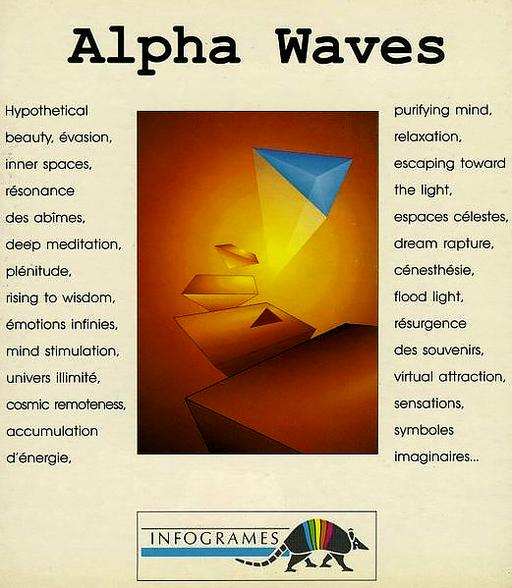 Alpha Waves
Hypothetical
beauty, évasion,
inner spaces,
résonance
des abîmes,
deep meditation,
plénitude,
rising to wisdom,
émotions infinies,
mind stimulation,
univers illimité,
cosmic remoteness,
accumulation
d'énergie,
purifying mind,
relaxation,
escaping toward
the light,
espaces célestes,
dream rapture,
cénesthésie,
flood light,
résurgence
des souvenirs,
virtual attraction,
sensations,
symboles
imaginaires...
INFOGRAMES